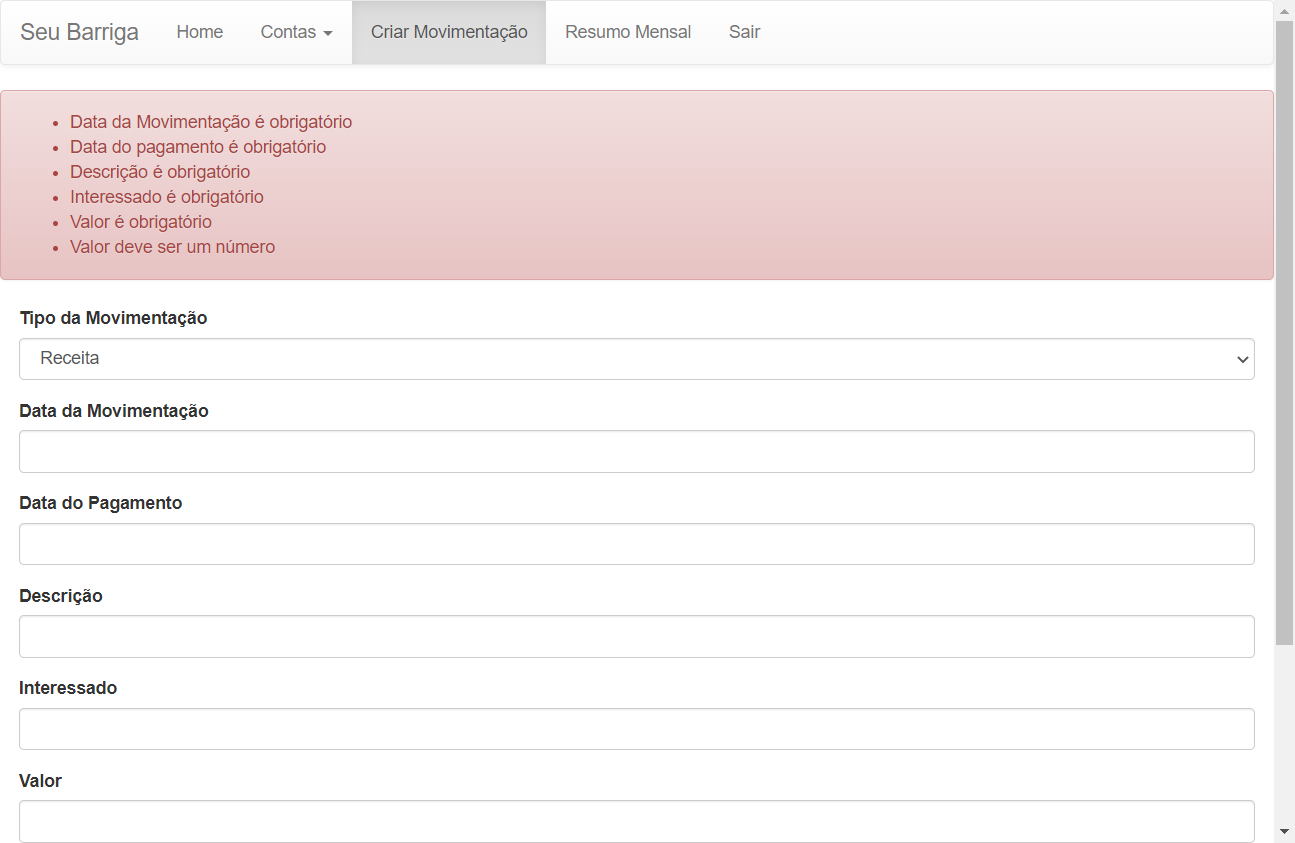 Seu Barriga Home Contas Criar Movimentação Resumo Mensal Sair
Data da Movimentação é obrigatório
Data do pagamento é obrigatório
Descrição é obrigatório
Interessado é obrigatório
Valor é obrigatório
Valor deve ser um número
Tipo da Movimentação
Receita
Data da Movimentação
Data do Pagamento
Descrição
Interessado
Valor